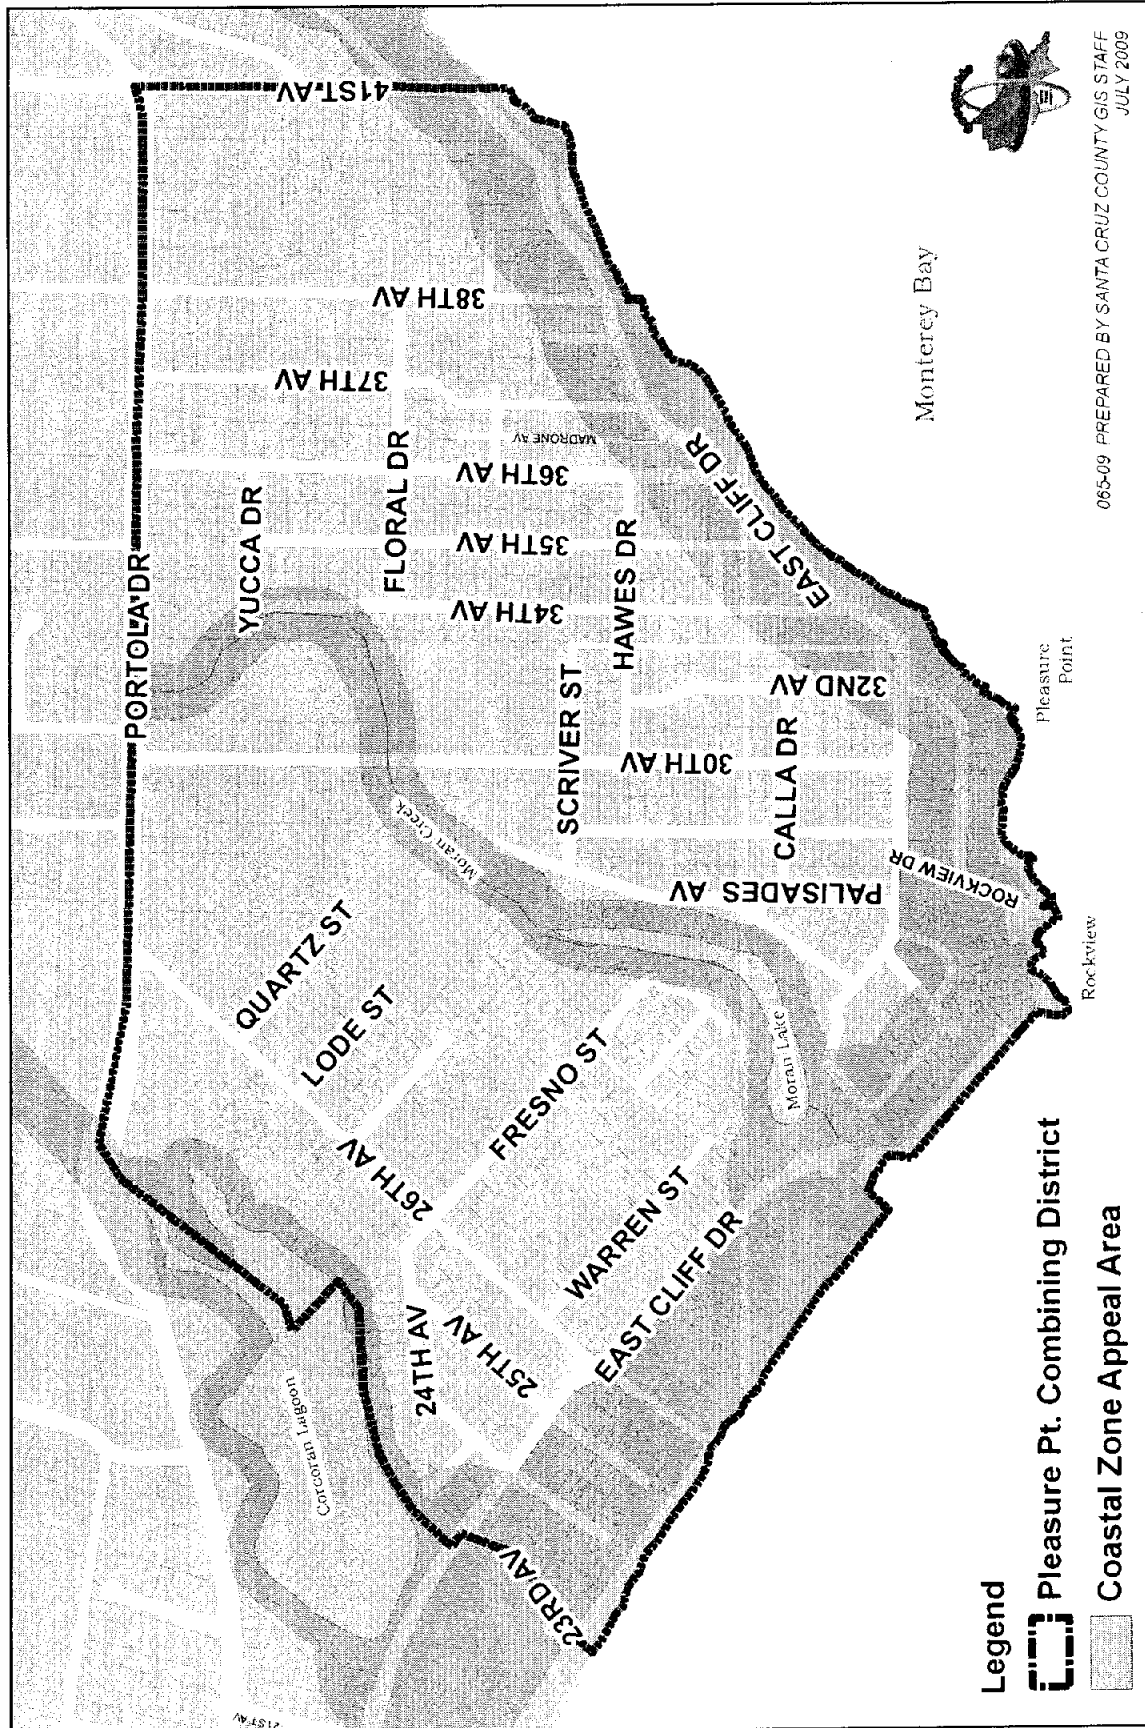 21ST AV
Corcoran Lagoon
23RD AV
24TH AV
25TH AV
26TH AV
EAST CLIFF DR
WARREN ST
FRESNO ST
LODE ST
QUARTZ ST
Moran Lake
Moran Creek
PORTOLA DR
YUCCA DR
FLORAL DR
HAWES DR
SCRIVER ST
CALLA DR
PALISADES AV
ROCKVIEW DR
30TH AV
32ND AV
34TH AV
35TH AV
36TH AV
MADRONE AV
37TH AV
38TH AV
41ST AV
EAST CLIFF DR
Rockview
Pleasure
Point
Monterey Bay
Legend
Pleasure Pt. Combining District
Coastal Zone Appeal Area
065-09 PREPARED BY SANTA CRUZ COUNTY GIS STAFF
JULY 2009